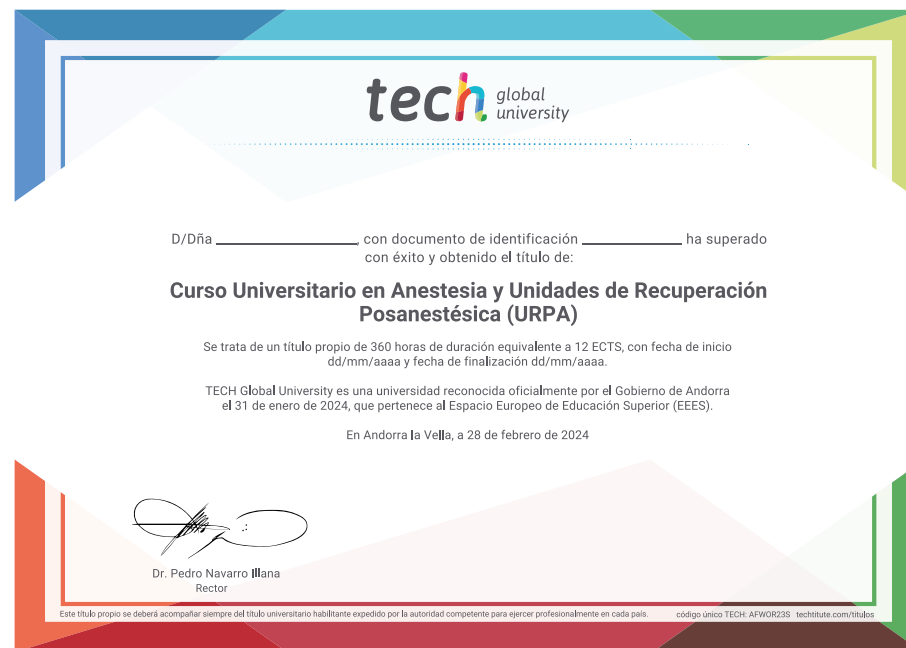 tech global university
D/Dña ____________________, con documento de identificación ______________ ha superado
con éxito y obtenido el título de:
Curso Universitario en Anestesia y Unidades de Recuperación
Posanestésica (URPA)
Se trata de un título propio de 360 horas de duración equivalente a 12 ECTS, con fecha de inicio
dd/mm/aaaa y fecha de finalización dd/mm/aaaa.
TECH Global University es una universidad reconocida oficialmente por el Gobierno de Andorra
el 31 de enero de 2024, que pertenece al Espacio Europeo de Educación Superior (EEES).
En Andorra la Vella, a 28 de febrero de 2024
Dr. Pedro Navarro Illana
Rector
Este título propio se deberá acompañar siempre del título universitario habilitante expedido por la autoridad competente para ejercer profesionalmente en cada país. código único TECH: AFWOR23S techtitute.com/titulos